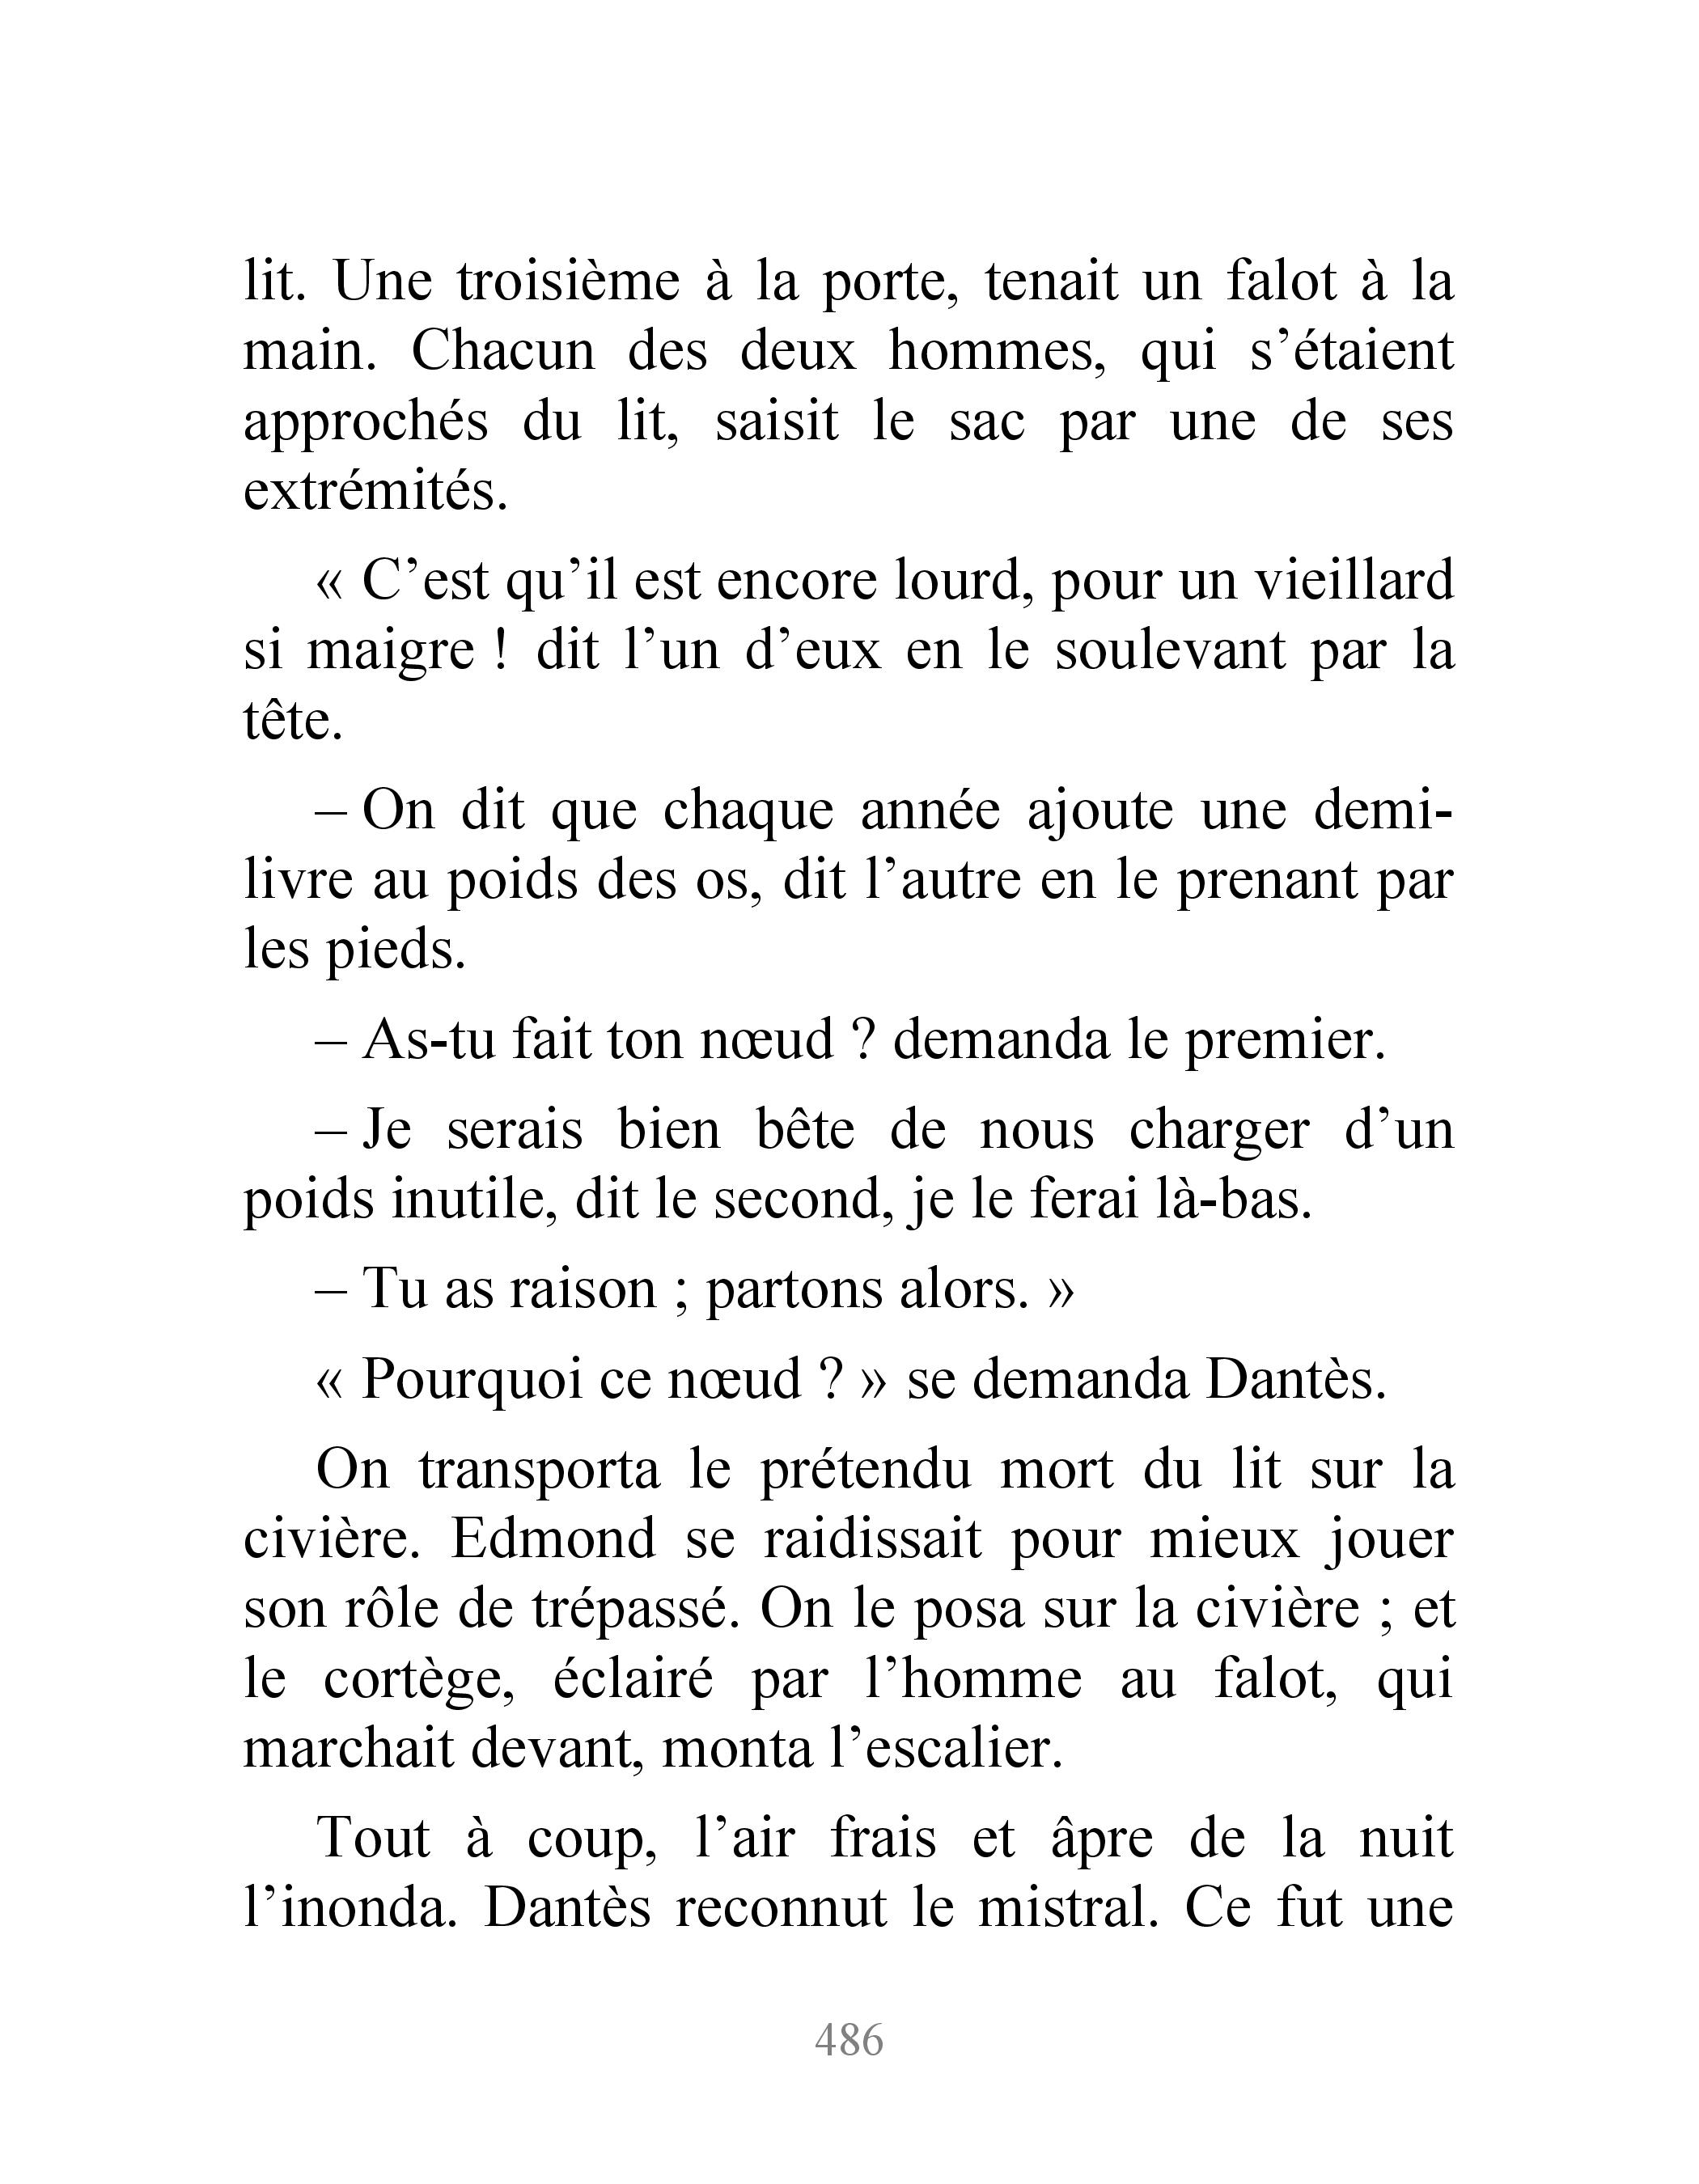 lit. Une troisième à la porte, tenait un falot à la
main. Chacun des deux hommes, qui s’étaient
approchés du lit, saisit le sac par une de ses
extrémités.
« C’est qu’il est encore lourd, pour un vieillard
si maigre ! dit l’un d’eux en le soulevant par la
tête.
– On dit que chaque année ajoute une demi-
livre au poids des os, dit l’autre en le prenant par
les pieds.
– As-tu fait ton nœud ? demanda le premier.
– Je serais bien bête de nous charger d’un
poids inutile, dit le second, je le ferai là-bas.
– Tu as raison ; partons alors. »
« Pourquoi ce nœud ? » se demanda Dantès.
On transporta le prétendu mort du lit sur la
civière. Edmond se raidissait pour mieux jouer
son rôle de trépassé. On le posa sur la civière ; et
le cortège, éclairé par l’homme au falot, qui
marchait devant, monta l’escalier.
Tout à coup, l’air frais et âpre de la nuit
l’inonda. Dantès reconnut le mistral. Ce fut une
486